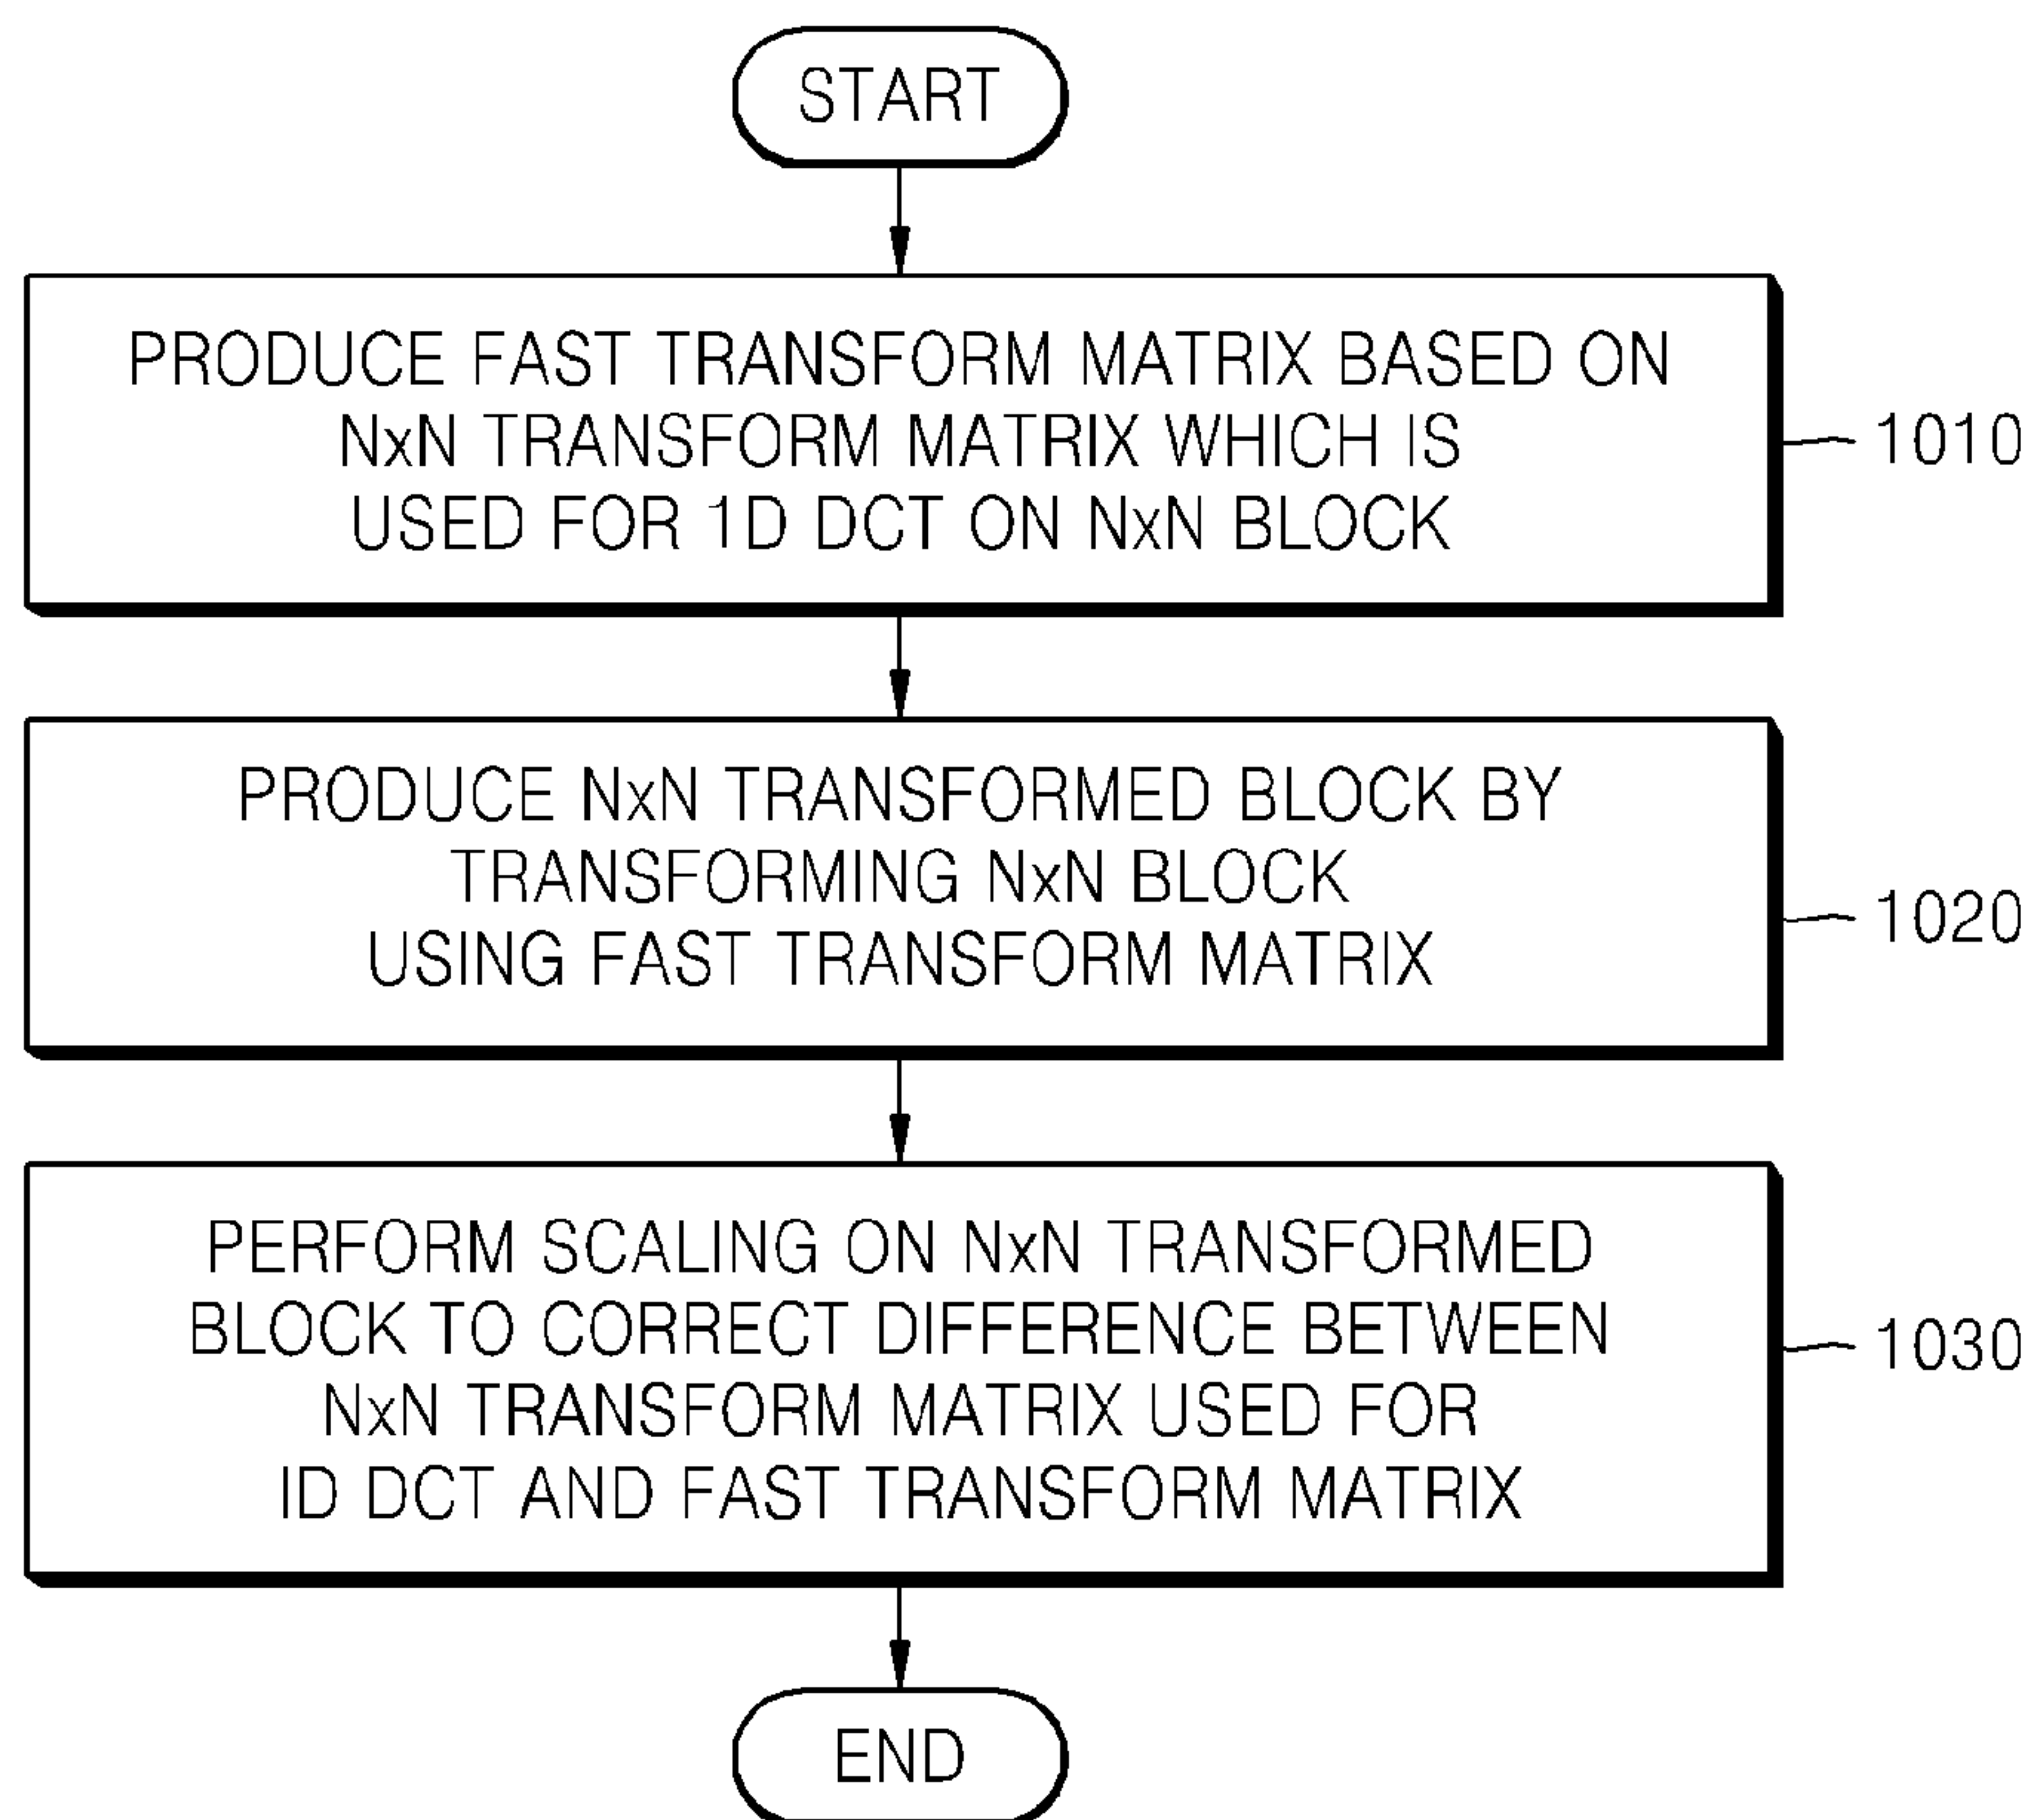 START
PRODUCE FAST TRANSFORM MATRIX BASED ON
NxN TRANSFORM MATRIX WHICH IS
USED FOR 1D DCT ON NxN BLOCK
1010
PRODUCE NxN TRANSFORMED BLOCK BY
TRANSFORMING NxN BLOCK
USING FAST TRANSFORM MATRIX
1020
PERFORM SCALING ON NxN TRANSFORMED
BLOCK TO CORRECT DIFFERENCE BETWEEN
NxN TRANSFORM MATRIX USED FOR
ID DCT AND FAST TRANSFORM MATRIX
1030
END